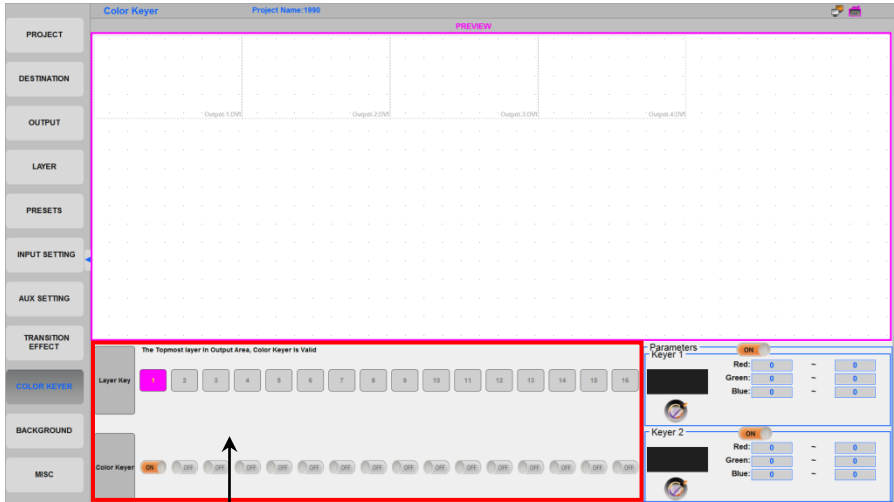 Color Keyer Project Name:1990
PREVIEW
PROJECT
DESTINATION
OUTPUT
LAYER
PRESETS
INPUT SETTING
AUX SETTING
TRANSITION
EFFECT
COLOR KEYER
BACKGROUND
MISC
Output-1:DVI Output-2:DVI Output-3:DVI Output-4:DVI
The Topmost layer in Output Area, Color Keyer is Valid
Layer Key 1 2 3 4 5 6 7 8 9 10 11 12 13 14 15 16
Color Keyer ON OFF OFF OFF OFF OFF OFF OFF OFF OFF OFF OFF OFF OFF OFF OFF
Parameters
Keyer 1 ON
Red: 0 ~ 0
Green: 0 ~ 0
Blue: 0 ~ 0
Keyer 2 ON
Red: 0 ~ 0
Green: 0 ~ 0
Blue: 0 ~ 0